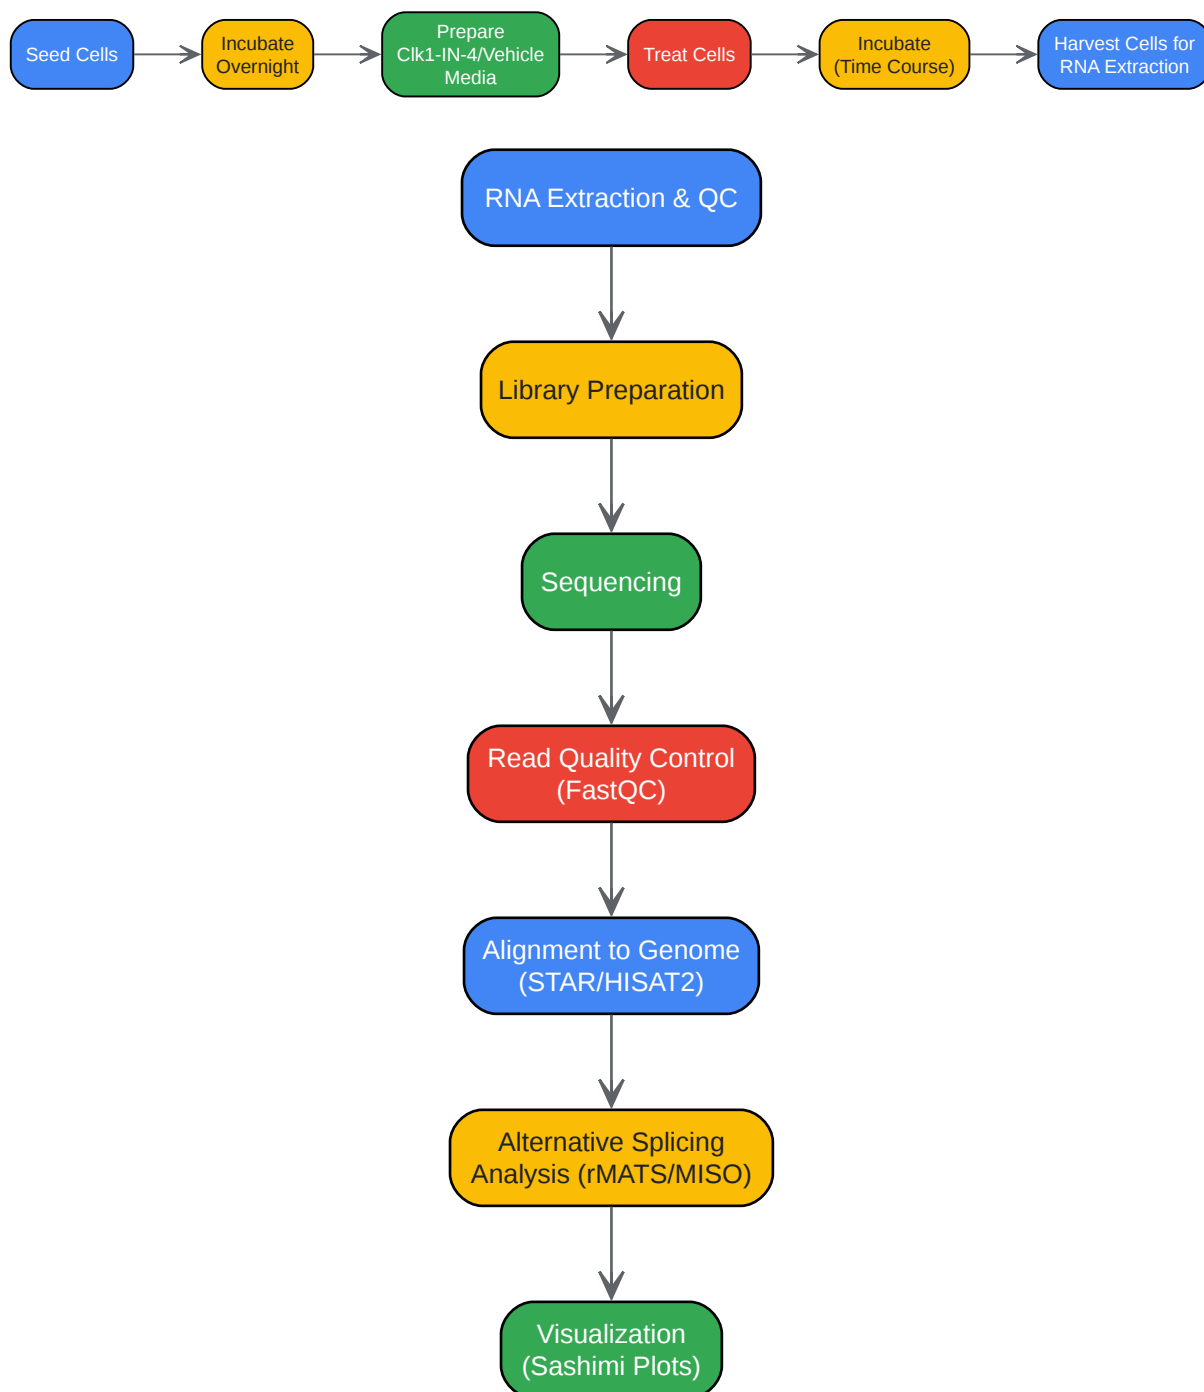 Seed Cells
Incubate
Overnight
Prepare
Clk1-IN-4/Vehicle
Media
Treat Cells
Incubate
(Time Course)
Harvest Cells for
RNA Extraction
RNA Extraction & QC
Library Preparation
Sequencing
Read Quality Control
(FastQC)
Alignment to Genome
(STAR/HISAT2)
Alternative Splicing
Analysis (rMATS/MISO)
Visualization
(Sashimi Plots)